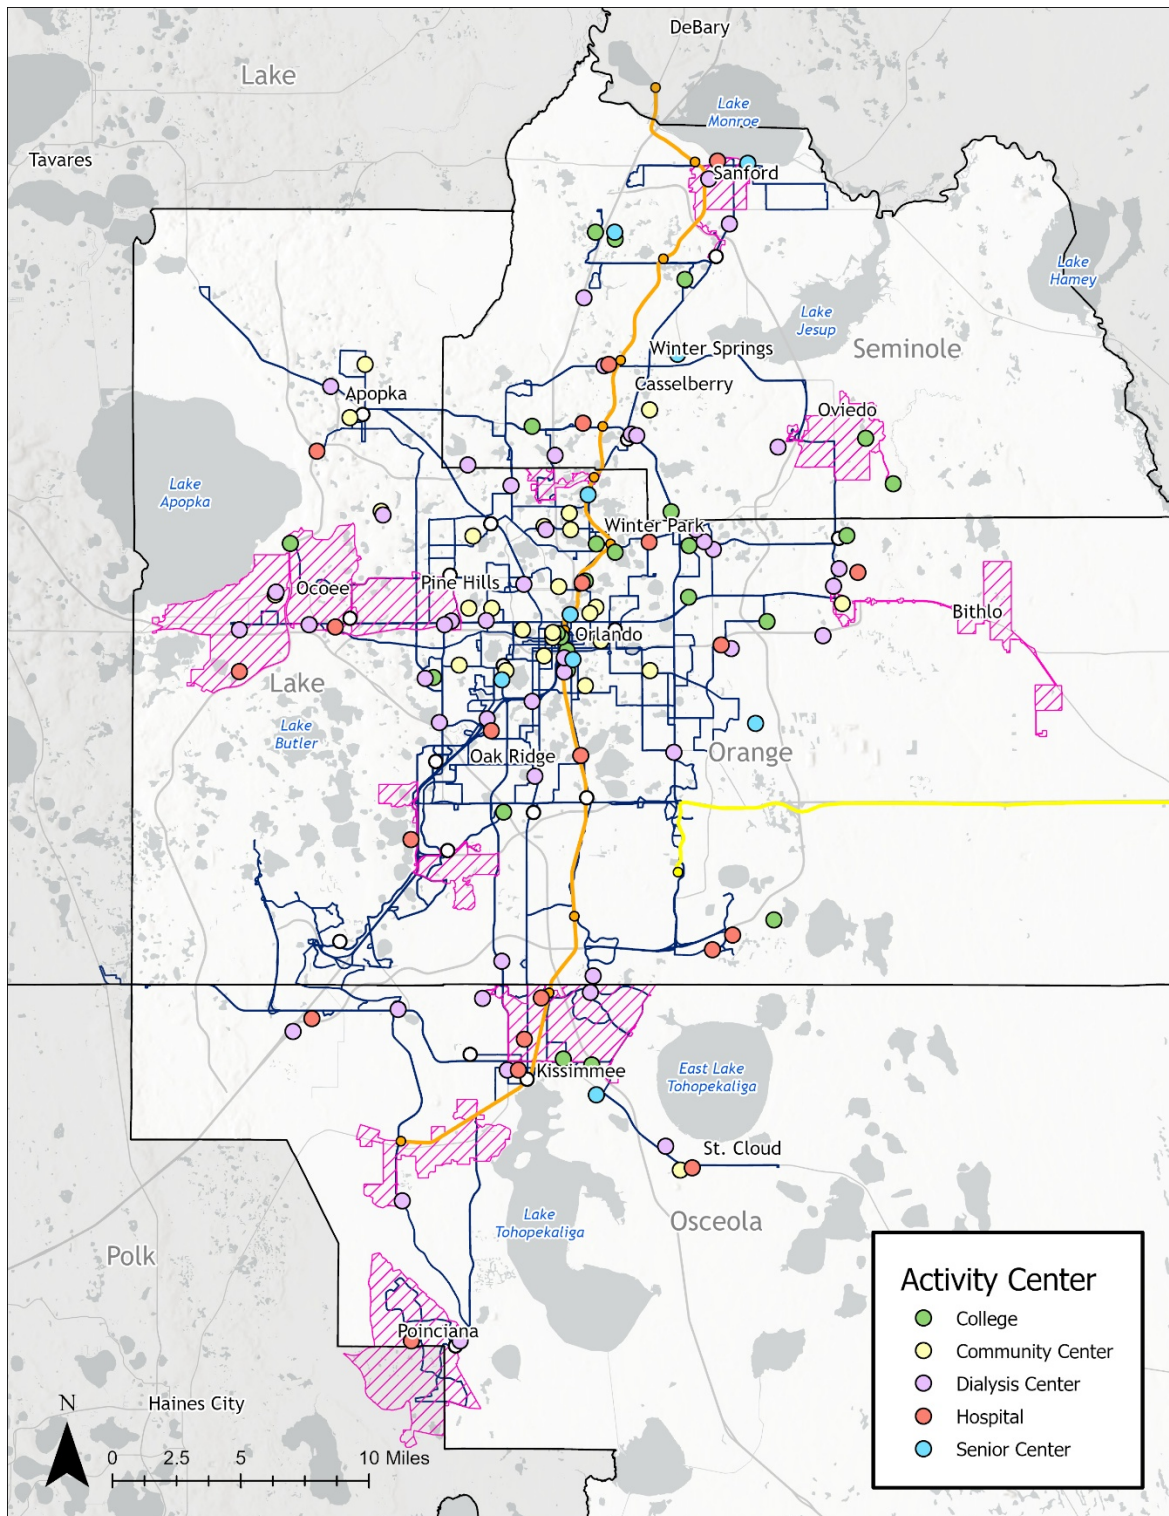 DeBary
Lake
Lake
Monroe
Tavares
Sanford
Lake
Harney
Lake
Jesup
Winter Springs
Seminole
Casselberry
Apopka
Oviedo
Lake
Apopka
Winter Park
Pine Hills
Ocoee
Bithlo
Orlando
Lake
Lake
Butler
Oak Ridge
Orange
Kissimmee
East Lake
Tohopekaliga
St. Cloud
Lake
Tohopekaliga
Osceola
Polk
Poinciana
Haines City
N
0 2.5 5 10 Miles
Activity Center
College
Community Center
Dialysis Center
Hospital
Senior Center